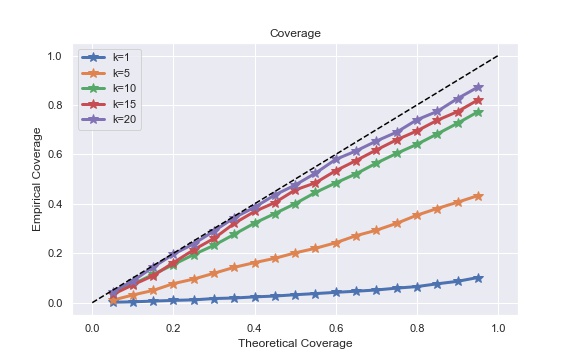 Coverage
1.0
0.8
0.6
0.4
0.2
0.0
Empirical Coverage
k=1
k=5
k=10
k=15
k=20
0.0 0.2 0.4 0.6 0.8 1.0
Theoretical Coverage